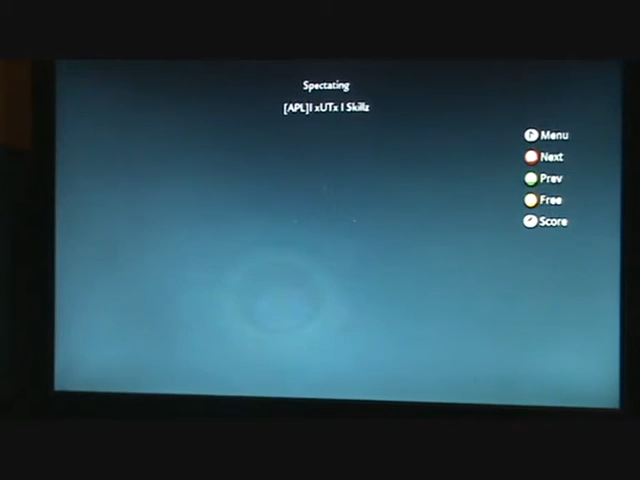 Spectating
[APL]l xUTx l Skillz
Menu
Next
Prev
Free
Score